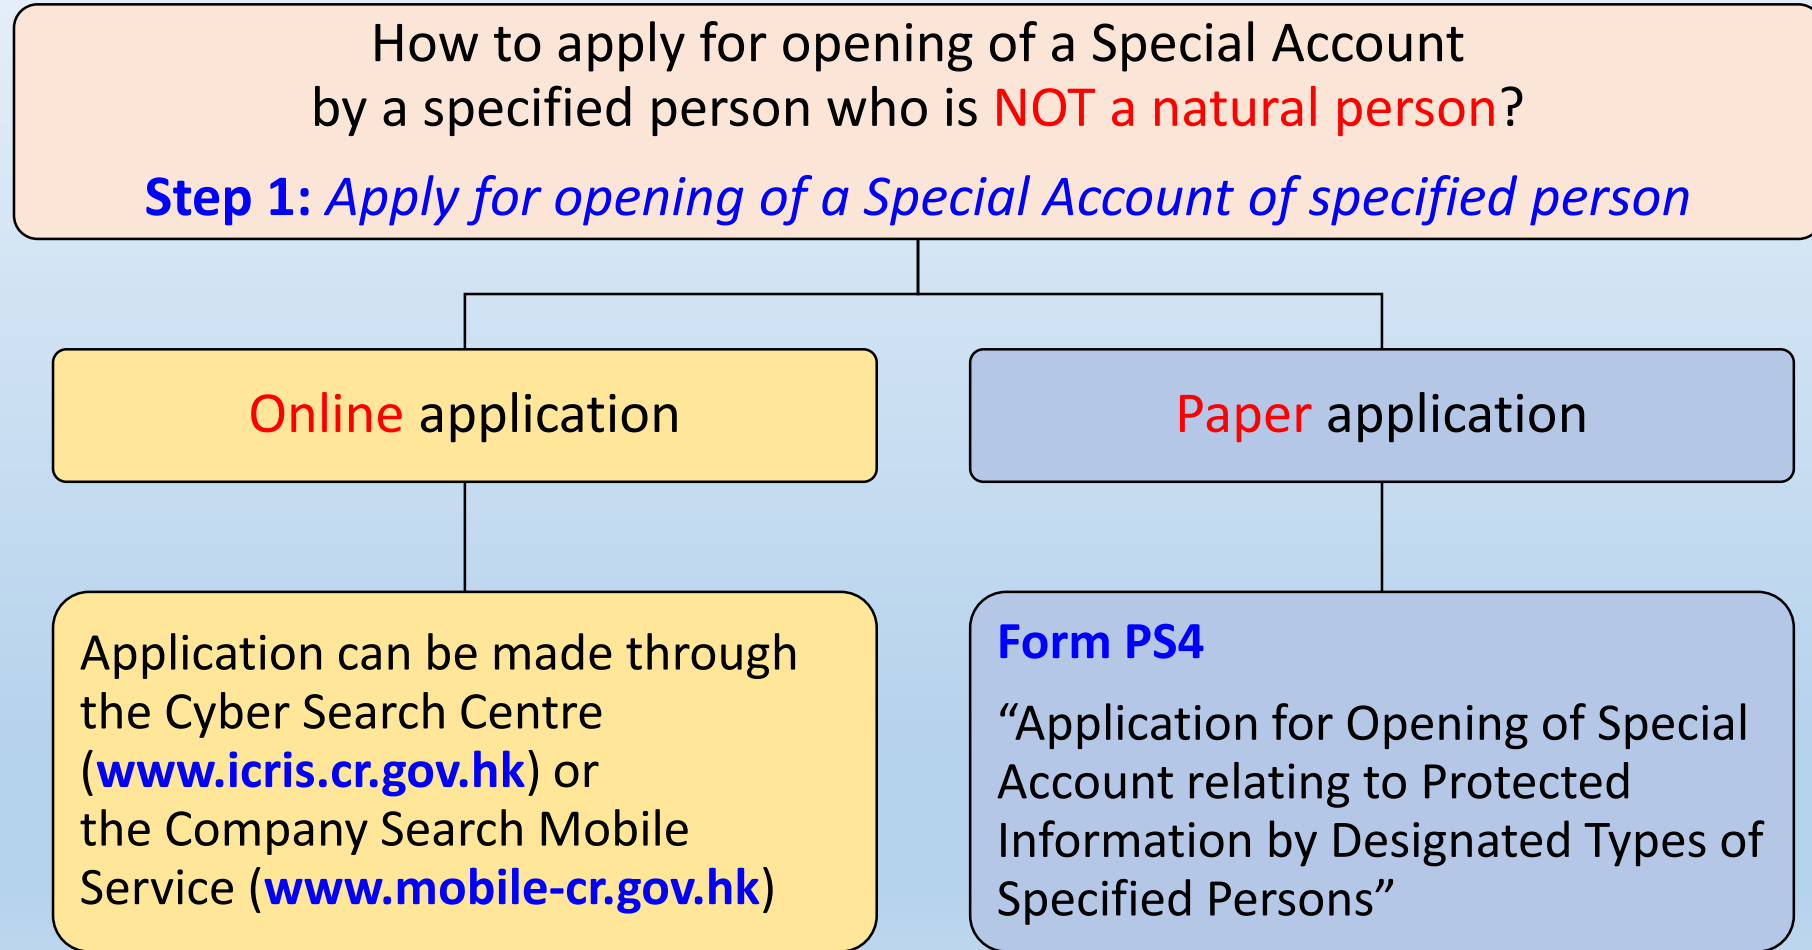 How to apply for opening of a Special Account
by a specified person who is NOT a natural person?
Step 1: Apply for opening of a Special Account of specified person
Online application
Paper application
Application can be made through
the Cyber Search Centre
(www.icris.cr.gov.hk) or
the Company Search Mobile
Service (www.mobile-cr.gov.hk)
Form PS4
“Application for Opening of Special
Account relating to Protected
Information by Designated Types of
Specified Persons”